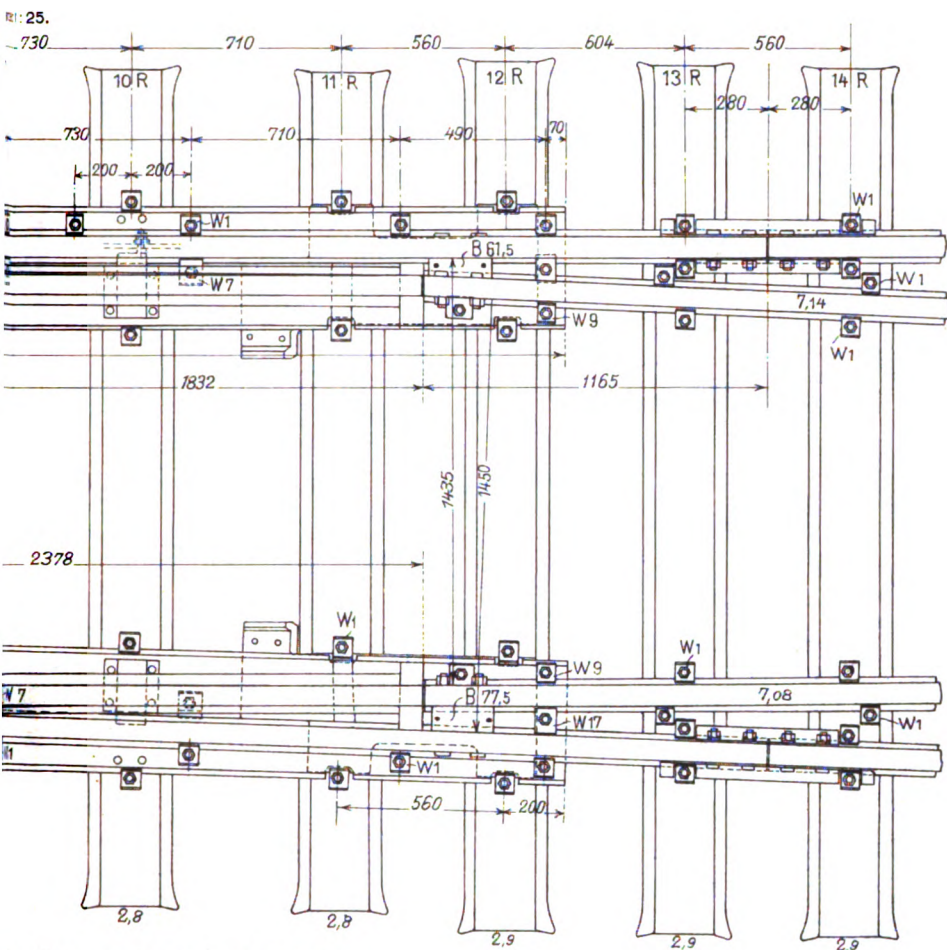 : 25.
730 710 560 604 560
10 R 11 R 12 R 13 R 14 R
280 280
730 710 490 70
200 200
W1 W1
B 61,5
W7 W1
7,14
W9
W1
1832 1165
1435 1450
2378
W1
W9 W1
W7 B 77,5 7,08
W17 W1
W1
560 200
2,8 2,8 2,9 2,9 2,9